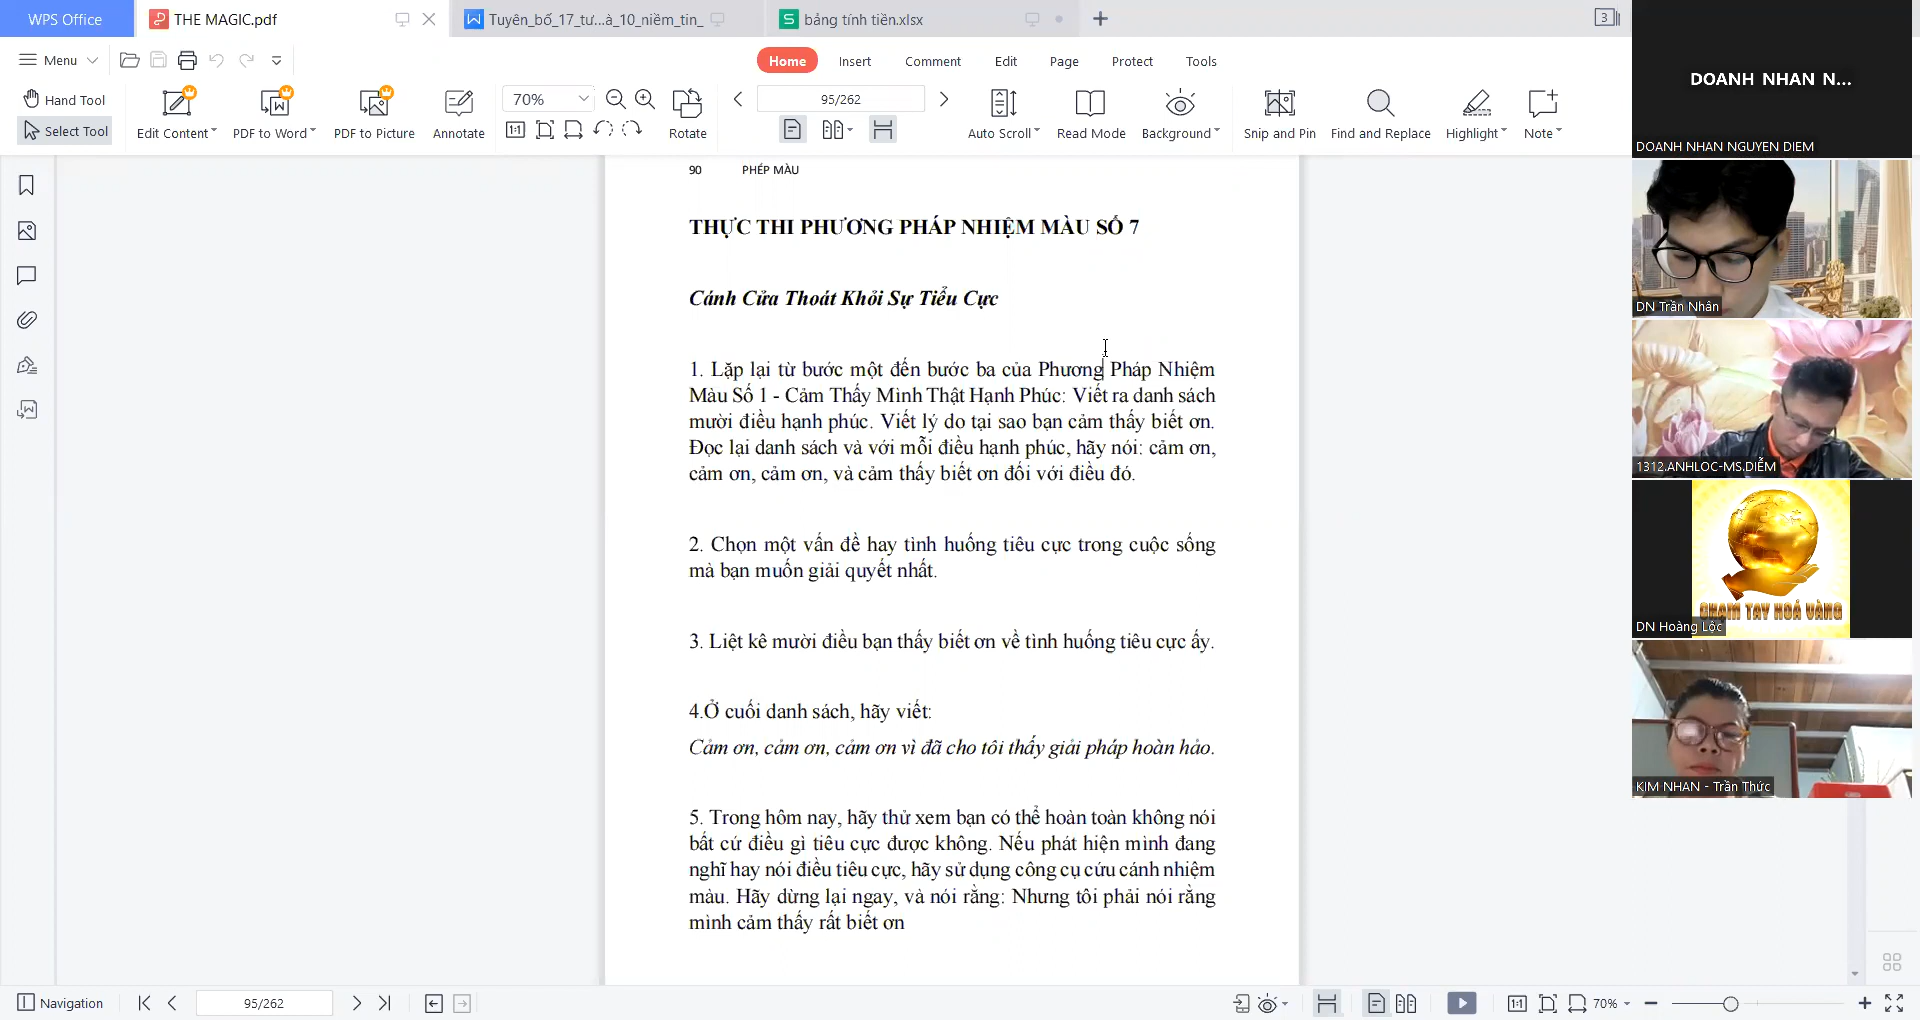 WPS Office
THE MAGIC.pdf
Tuyên_bố_17_tư...à_10_niềm_tin_
bảng tính tiền.xlsx
3
Menu
Home
Insert
Comment
Edit
Page
Protect
Tools
Hand Tool
Select Tool
Edit Content
PDF to Word
PDF to Picture
Annotate
70%
1:1
Rotate
95/262
Auto Scroll
Read Mode
Background
Snip and Pin
Find and Replace
Highlight
Note
90 PHÉP MÀU
THỰC THI PHƯƠNG PHÁP NHIỆM MÀU SỐ 7
Cánh Cửa Thoát Khỏi Sự Tiểu Cực
1. Lặp lại từ bước một đến bước ba của Phương Pháp Nhiệm
Màu Số 1 - Cảm Thấy Mình Thật Hạnh Phúc: Viết ra danh sách
mười điều hạnh phúc. Viết lý do tại sao bạn cảm thấy biết ơn.
Đọc lại danh sách và với mỗi điều hạnh phúc, hãy nói: cảm ơn,
cảm ơn, cảm ơn, và cảm thấy biết ơn đối với điều đó.
2. Chọn một vấn đề hay tình huống tiêu cực trong cuộc sống
mà bạn muốn giải quyết nhất.
3. Liệt kê mười điều bạn thấy biết ơn về tình huống tiêu cực ấy.
4.Ở cuối danh sách, hãy viết:
Cảm ơn, cảm ơn, cảm ơn vì đã cho tôi thấy giải pháp hoàn hảo.
5. Trong hôm nay, hãy thử xem bạn có thể hoàn toàn không nói
bất cứ điều gì tiêu cực được không. Nếu phát hiện mình đang
nghĩ hay nói điều tiêu cực, hãy sử dụng công cụ cứu cánh nhiệm
màu. Hãy dừng lại ngay, và nói rằng: Nhưng tôi phải nói rằng
mình cảm thấy rất biết ơn
DOANH NHAN N...
DOANH NHAN NGUYEN DIEM
DN Trần Nhân
1312.ANHLOC-MS.DIỄM
CHẠM TAY HOÁ VÀNG
DN Hoàng Lộc
KIM NHAN - Trần Thức
Navigation
95/262
1:1
70%